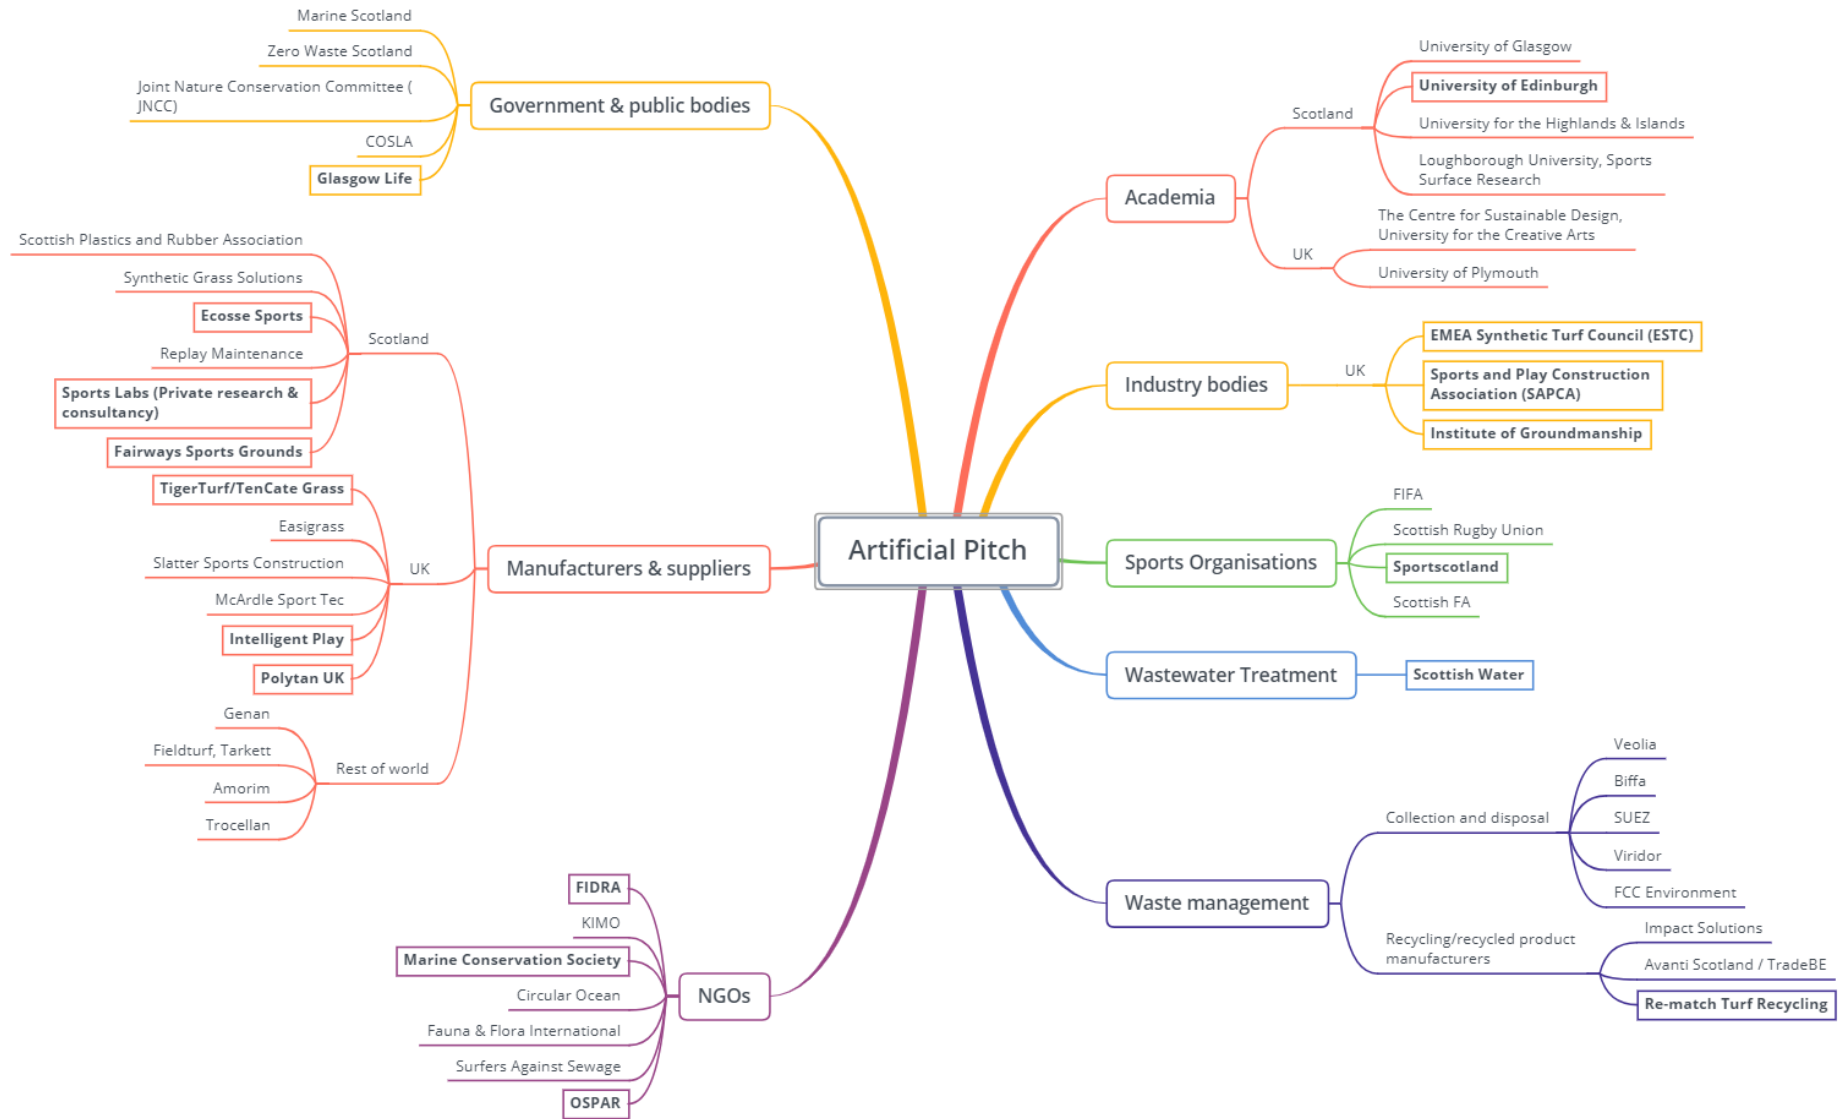 Artificial Pitch
Government & public bodies
Marine Scotland
Zero Waste Scotland
Joint Nature Conservation Committee (
JNCC)
COSLA
Glasgow Life
Manufacturers & suppliers
Scotland
Scottish Plastics and Rubber Association
Synthetic Grass Solutions
Ecosse Sports
Replay Maintenance
Sports Labs (Private research &
consultancy)
Fairways Sports Grounds
UK
TigerTurf/TenCate Grass
Easigrass
Slatter Sports Construction
McArdle Sport Tec
Intelligent Play
Polytan UK
Rest of world
Genan
Fieldturf, Tarkett
Amorim
Trocellan
NGOs
FIDRA
KIMO
Marine Conservation Society
Circular Ocean
Fauna & Flora International
Surfers Against Sewage
OSPAR
Academia
Scotland
University of Glasgow
University of Edinburgh
University for the Highlands & Islands
Loughborough University, Sports
Surface Research
UK
The Centre for Sustainable Design,
University for the Creative Arts
University of Plymouth
Industry bodies
UK
EMEA Synthetic Turf Council (ESTC)
Sports and Play Construction
Association (SAPCA)
Institute of Groundmanship
Sports Organisations
FIFA
Scottish Rugby Union
Sportscotland
Scottish FA
Wastewater Treatment
Scottish Water
Waste management
Collection and disposal
Veolia
Biffa
SUEZ
Viridor
FCC Environment
Recycling/recycled product
manufacturers
Impact Solutions
Avanti Scotland / TradeBE
Re-match Turf Recycling